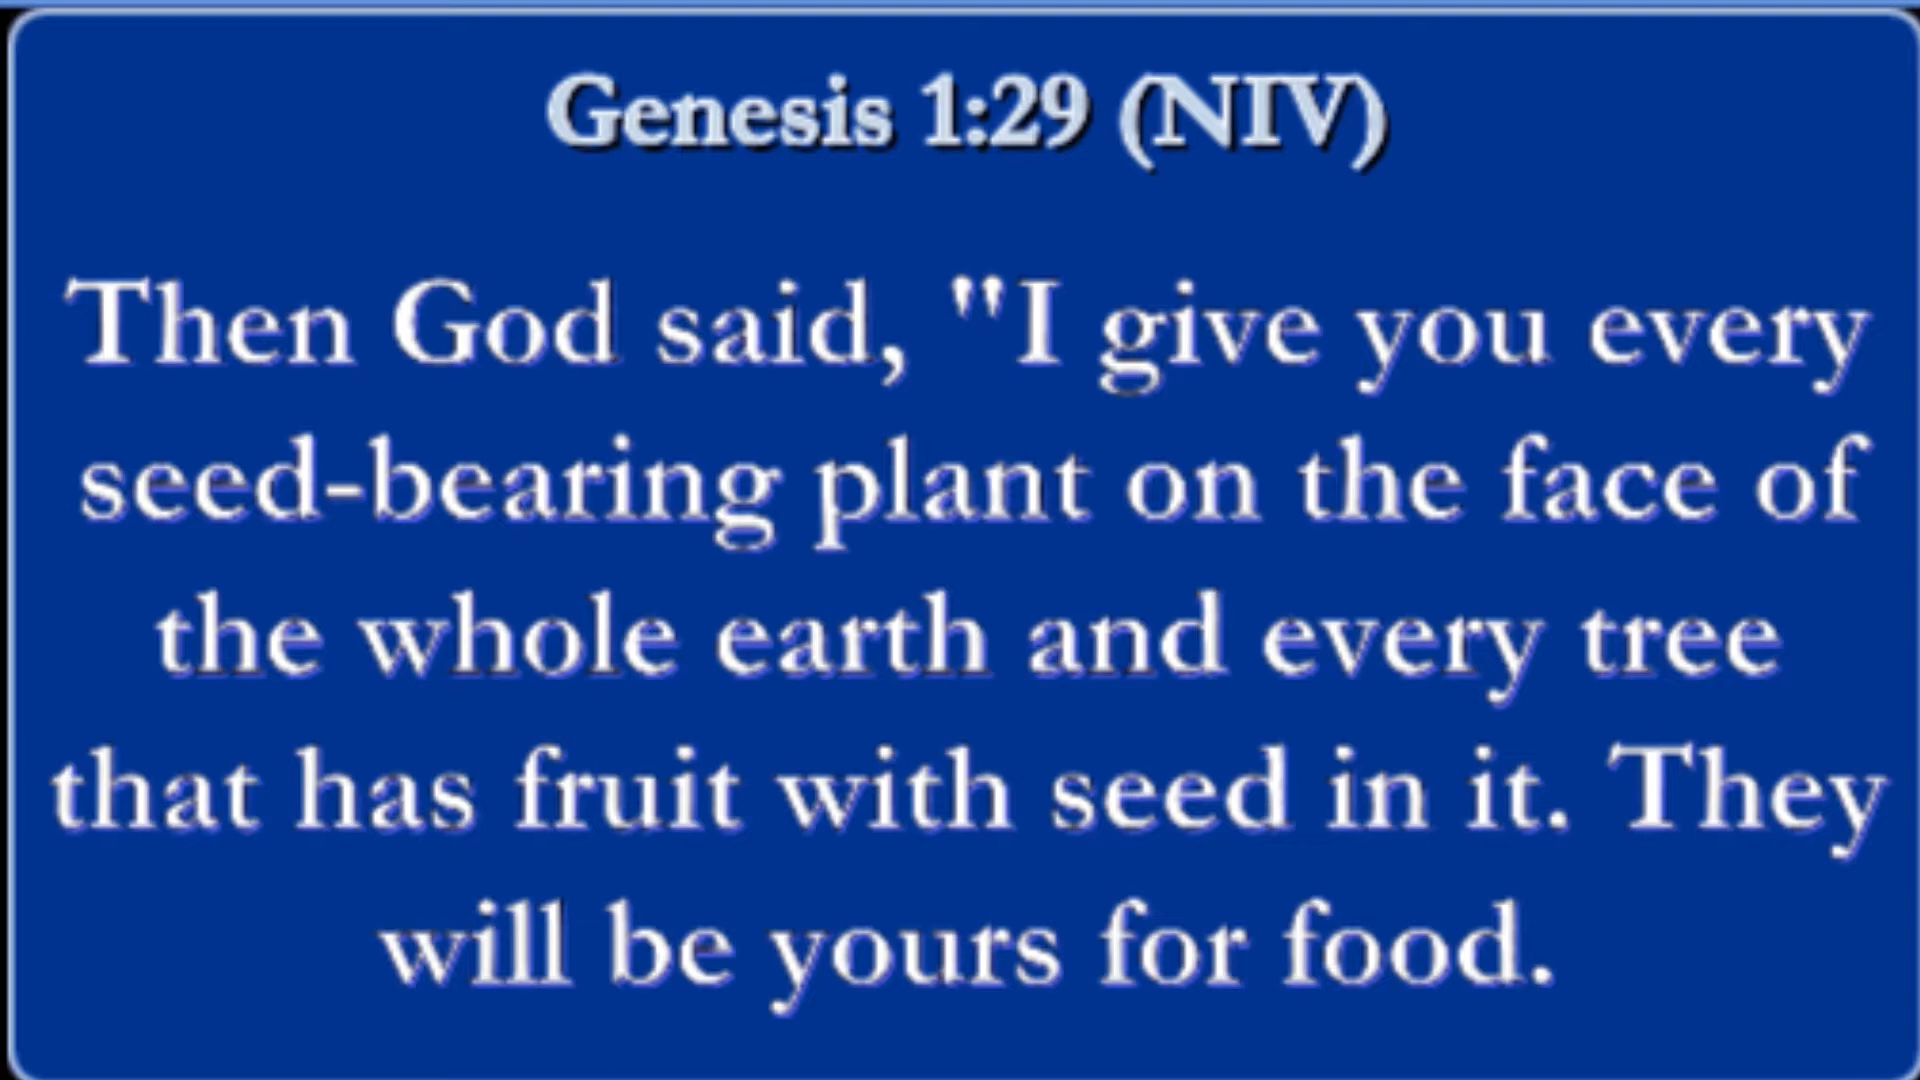 Genesis 1:29 (NIV)
Then God said, "I give you every
seed-bearing plant on the face of
the whole earth and every tree
that has fruit with seed in it. They
will be yours for food.